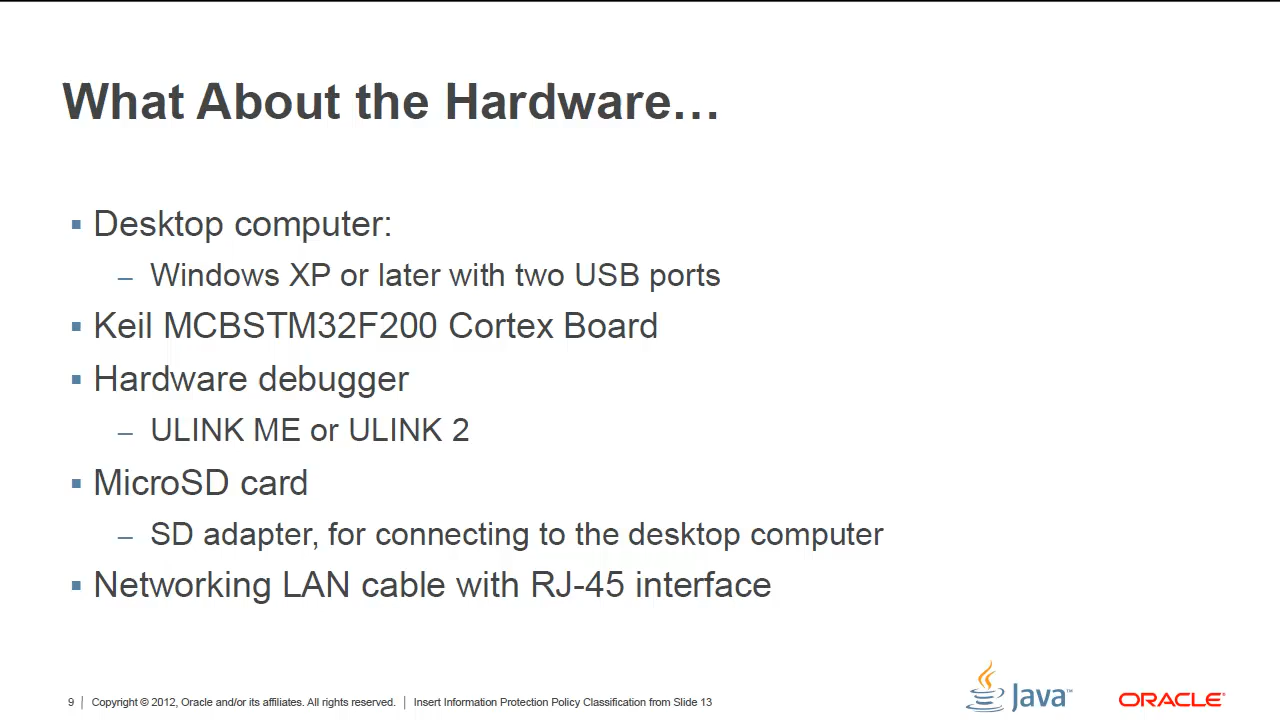 What About the Hardware…
▪ Desktop computer:
– Windows XP or later with two USB ports
▪ Keil MCBSTM32F200 Cortex Board
▪ Hardware debugger
– ULINK ME or ULINK 2
▪ MicroSD card
– SD adapter, for connecting to the desktop computer
▪ Networking LAN cable with RJ-45 interface
9 | Copyright © 2012, Oracle and/or its affiliates. All rights reserved. | Insert Information Protection Policy Classification from Slide 13
Java™
ORACLE®